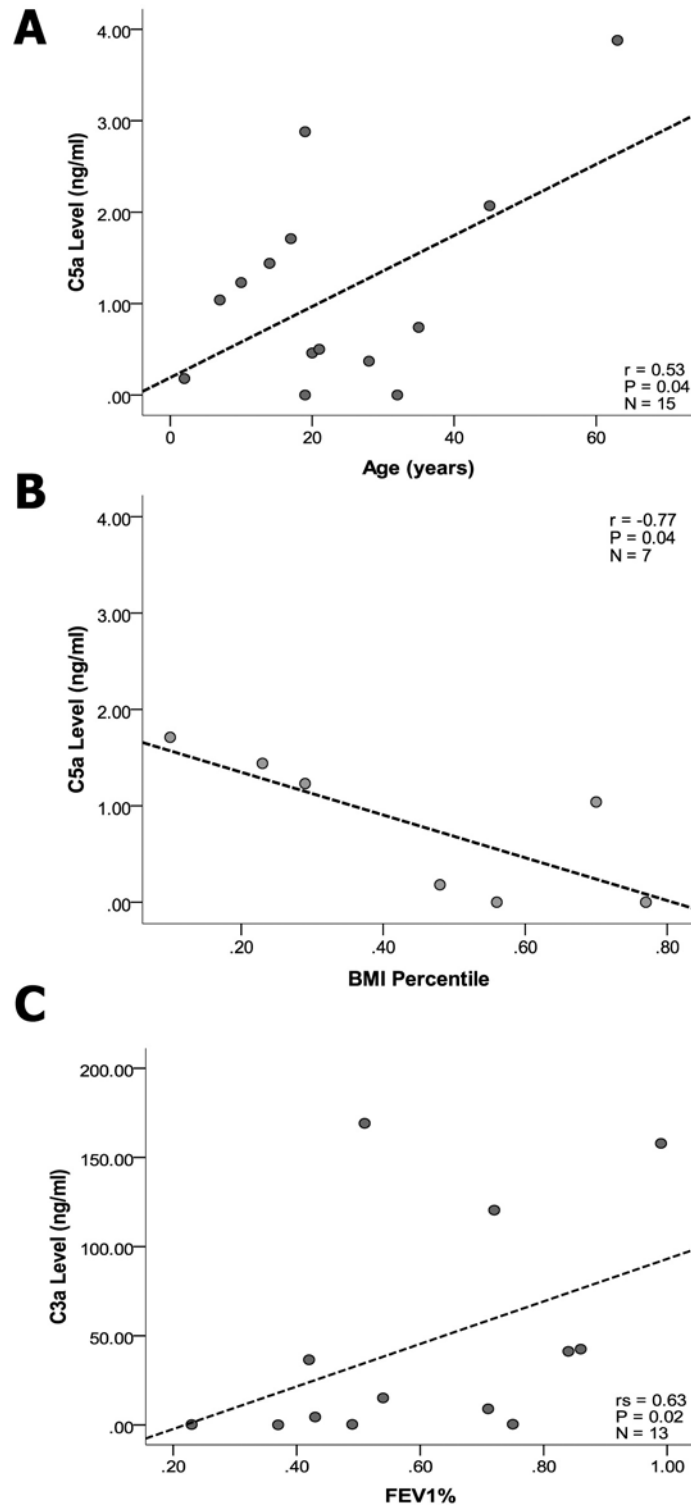 A
4.00
3.00
2.00
1.00
.00
C5a Level (ng/ml)
r = 0.53
P = 0.04
N = 15
0 20 40 60
Age (years)
B
4.00
3.00
2.00
1.00
.00
C5a Level (ng/ml)
r = -0.77
P = 0.04
N = 7
.20 .40 .60 .80
BMI Percentile
C
200.00
150.00
100.00
50.00
.00
C3a Level (ng/ml)
rs = 0.63
P = 0.02
N = 13
.20 .40 .60 .80 1.00
FEV1%